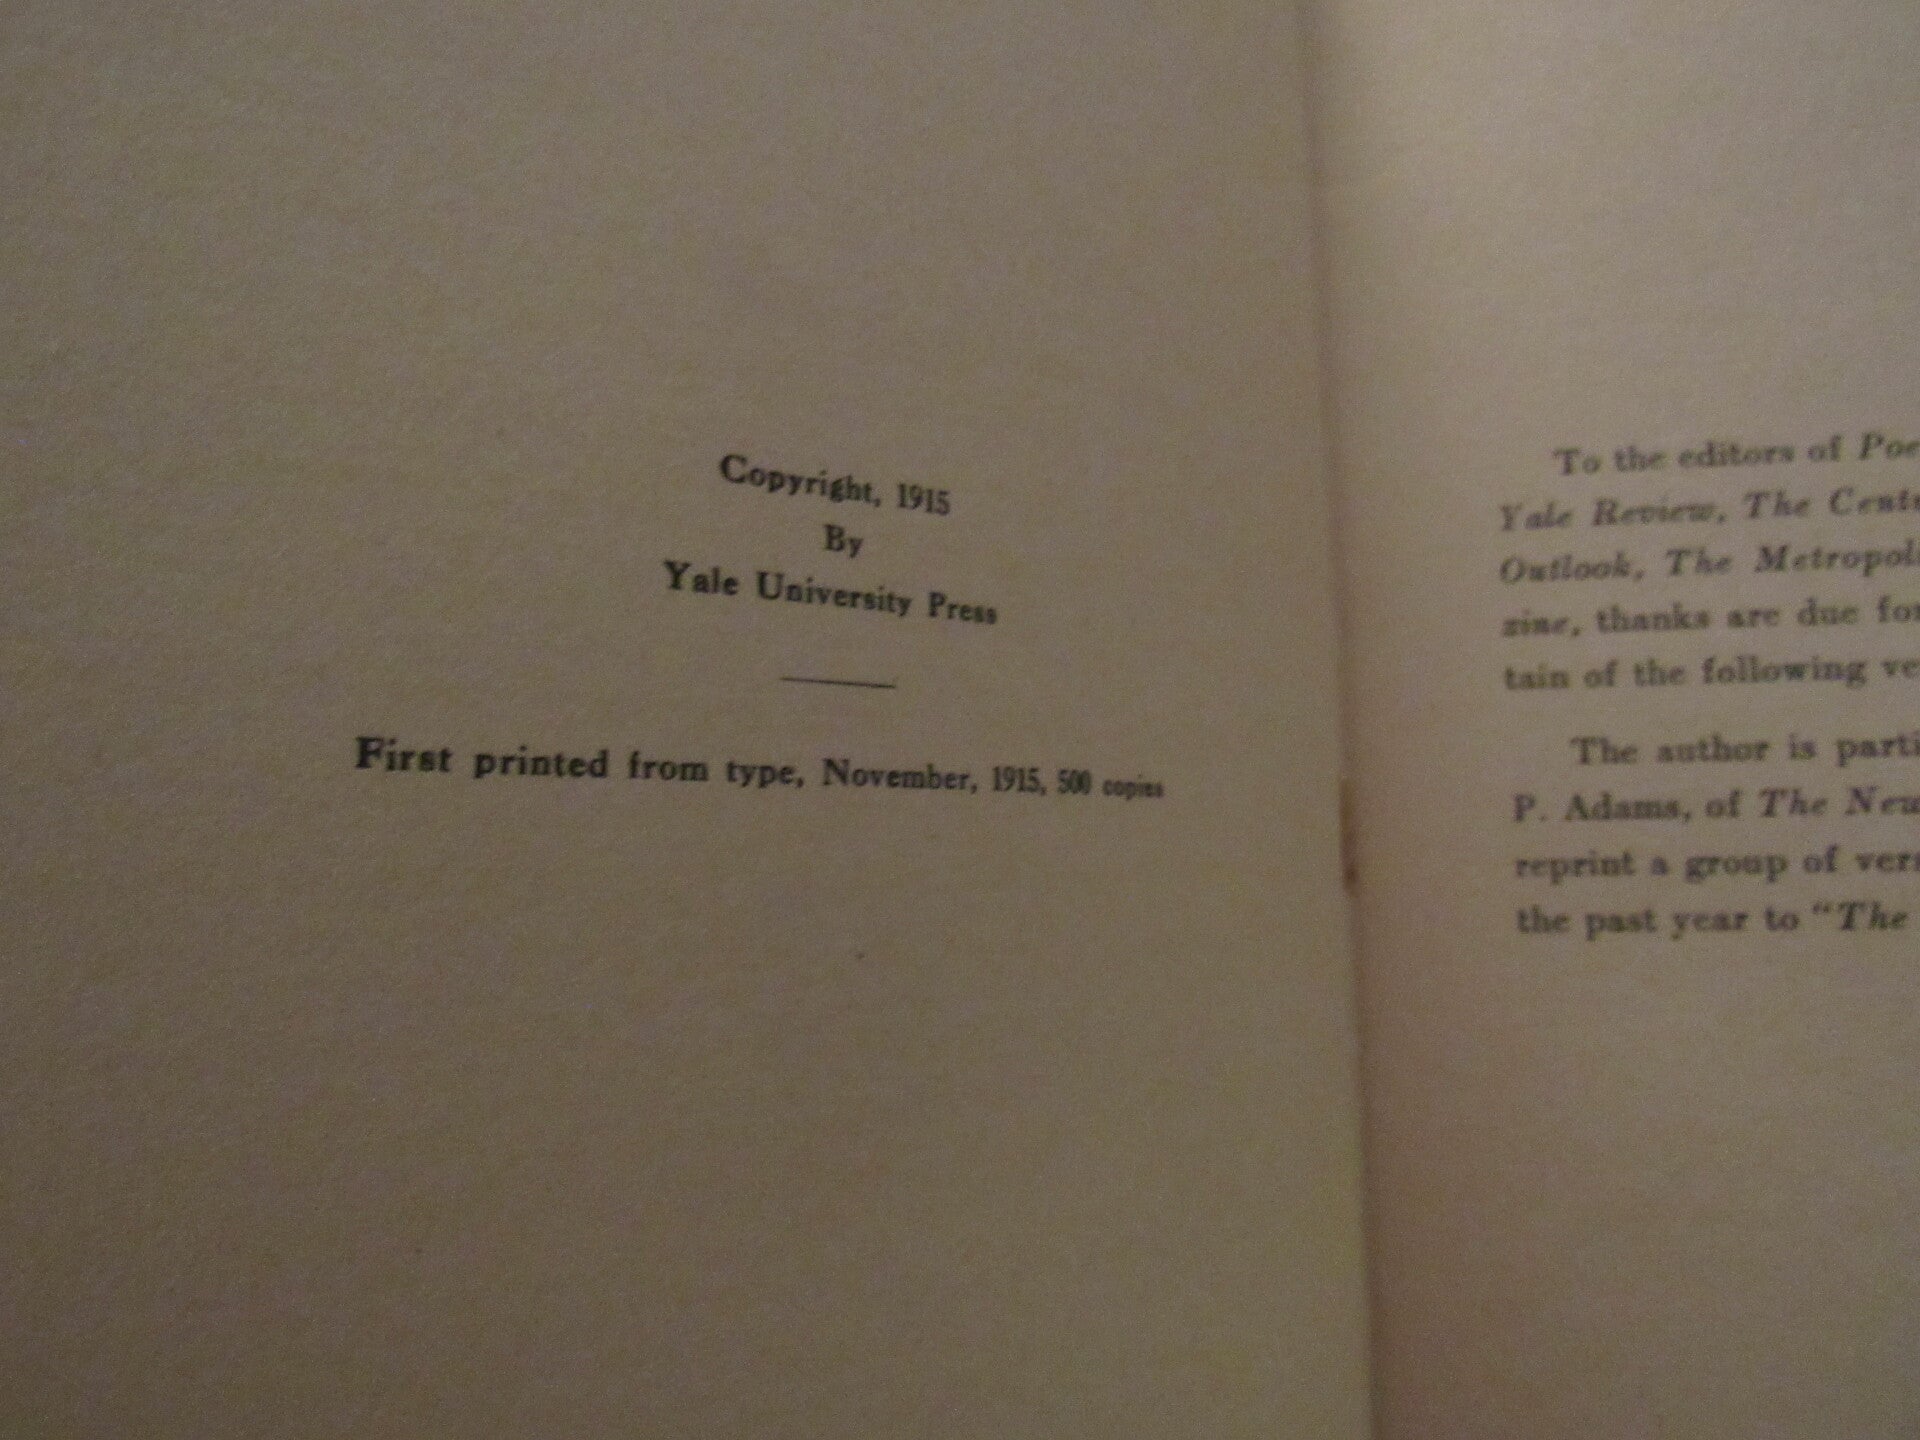 Copyright, 1915
By
Yale University Press
First printed from type, November, 1915, 500 copies
To the editors of
Yale Review, The
Outlook, The
zine, thanks are due
tain of the following
The author is
P. Adams, of The
reprint a group of
the past year to "The